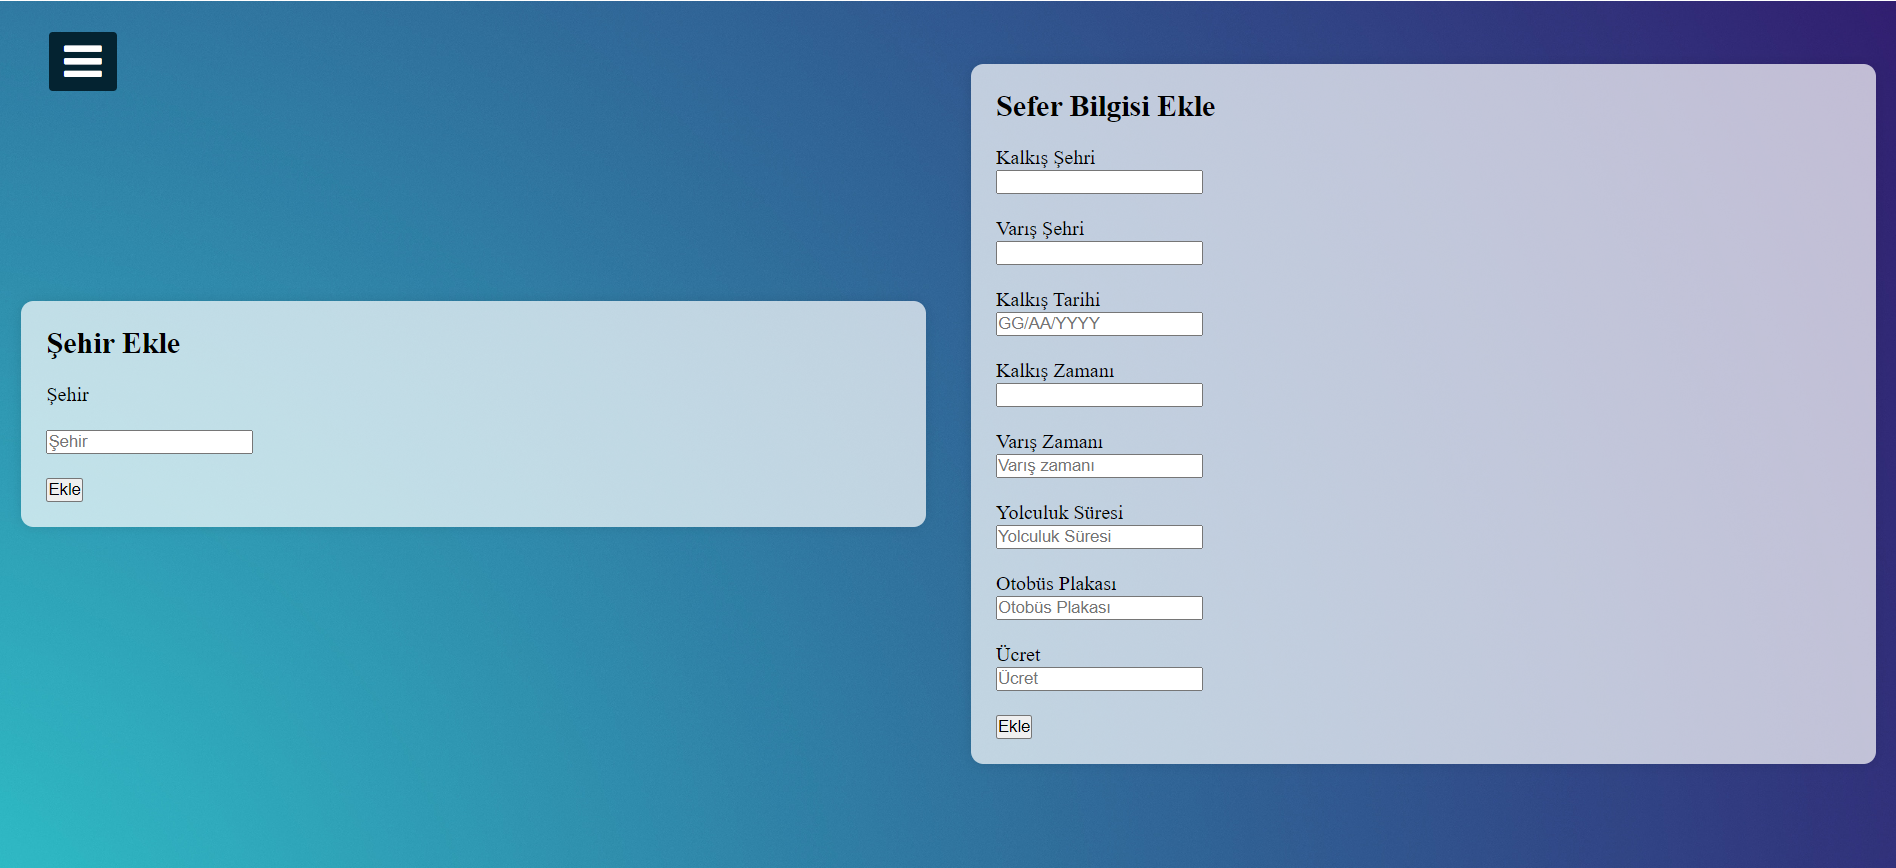 Şehir Ekle
Şehir
Şehir
Ekle
Sefer Bilgisi Ekle
Kalkış Şehri
Varış Şehri
Kalkış Tarihi
GG/AA/YYYY
Kalkış Zamanı
Varış Zamanı
Varış zamanı
Yolculuk Süresi
Yolculuk Süresi
Otobüs Plakası
Otobüs Plakası
Ücret
Ücret
Ekle